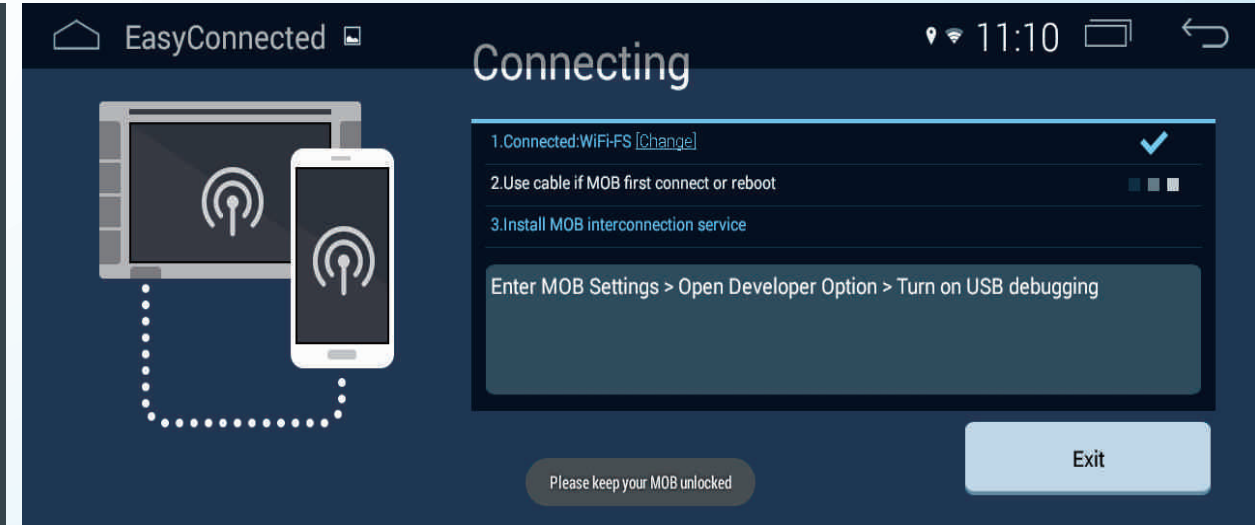 EasyConnected
11:10
Connecting
1.Connected:WiFi-FS [Change]
2.Use cable if MOB first connect or reboot
3.Install MOB interconnection service
Enter MOB Settings > Open Developer Option > Turn on USB debugging
Exit
Please keep your MOB unlocked